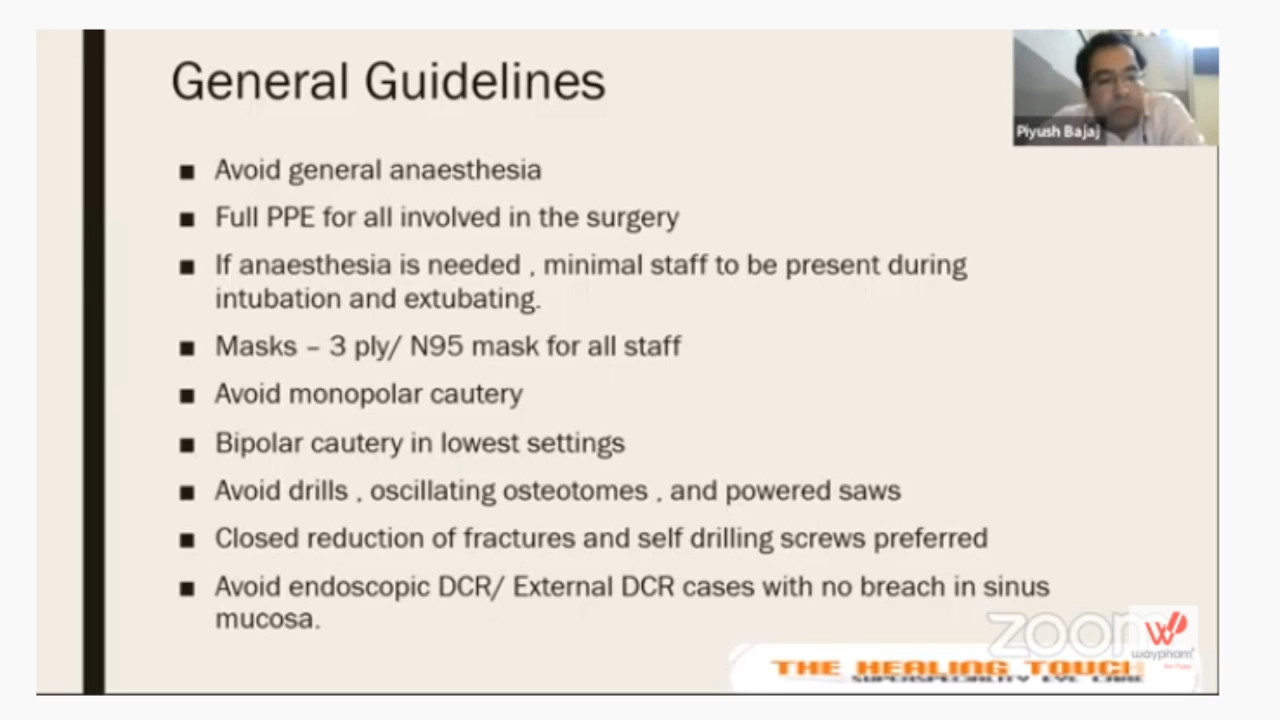 General Guidelines
Piyush Bajaj
■ Avoid general anaesthesia
■ Full PPE for all involved in the surgery
■ If anaesthesia is needed , minimal staff to be present during
intubation and extubating.
■ Masks – 3 ply/ N95 mask for all staff
■ Avoid monopolar cautery
■ Bipolar cautery in lowest settings
■ Avoid drills , oscillating osteotomes , and powered saws
■ Closed reduction of fractures and self drilling screws preferred
■ Avoid endoscopic DCR/ External DCR cases with no breach in sinus
mucosa.
zoom
waypham
THE HEALING TOUCH
SUPERSPECIALITY EYE CARE